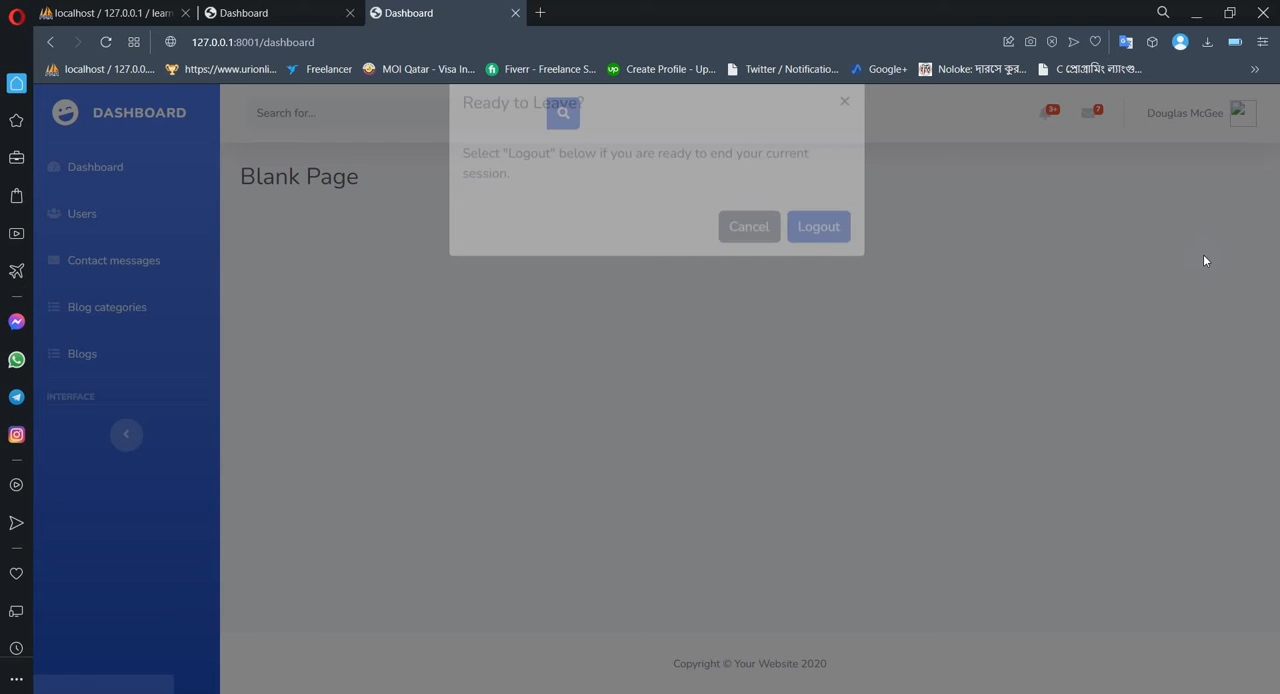 localhost / 127.0.0.1 / learn
Dashboard
Dashboard
127.0.0.1:8001/dashboard
localhost / 127.0.0....
https://www.urionli...
Freelancer
MOI Qatar - Visa In...
Fiverr - Freelance S...
Create Profile - Up...
Twitter / Notificatio...
Google+
Noloke: দারসে কুর...
C প্রোগ্রামিং ল্যাংগু...
DASHBOARD
Search for...
Ready to Leave?
3+
7
Douglas McGee
Dashboard
Select "Logout" below if you are ready to end your current
session.
Blank Page
Users
Cancel
Logout
Contact messages
Blog categories
Blogs
INTERFACE
Copyright © Your Website 2020